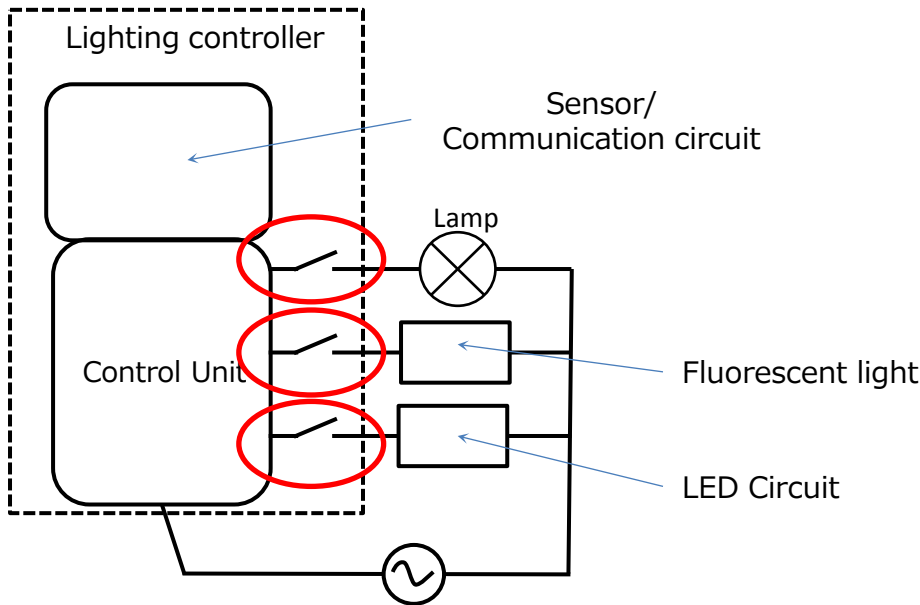 Lighting controller
Sensor/
Communication circuit
Lamp
Control Unit
Fluorescent light
LED Circuit